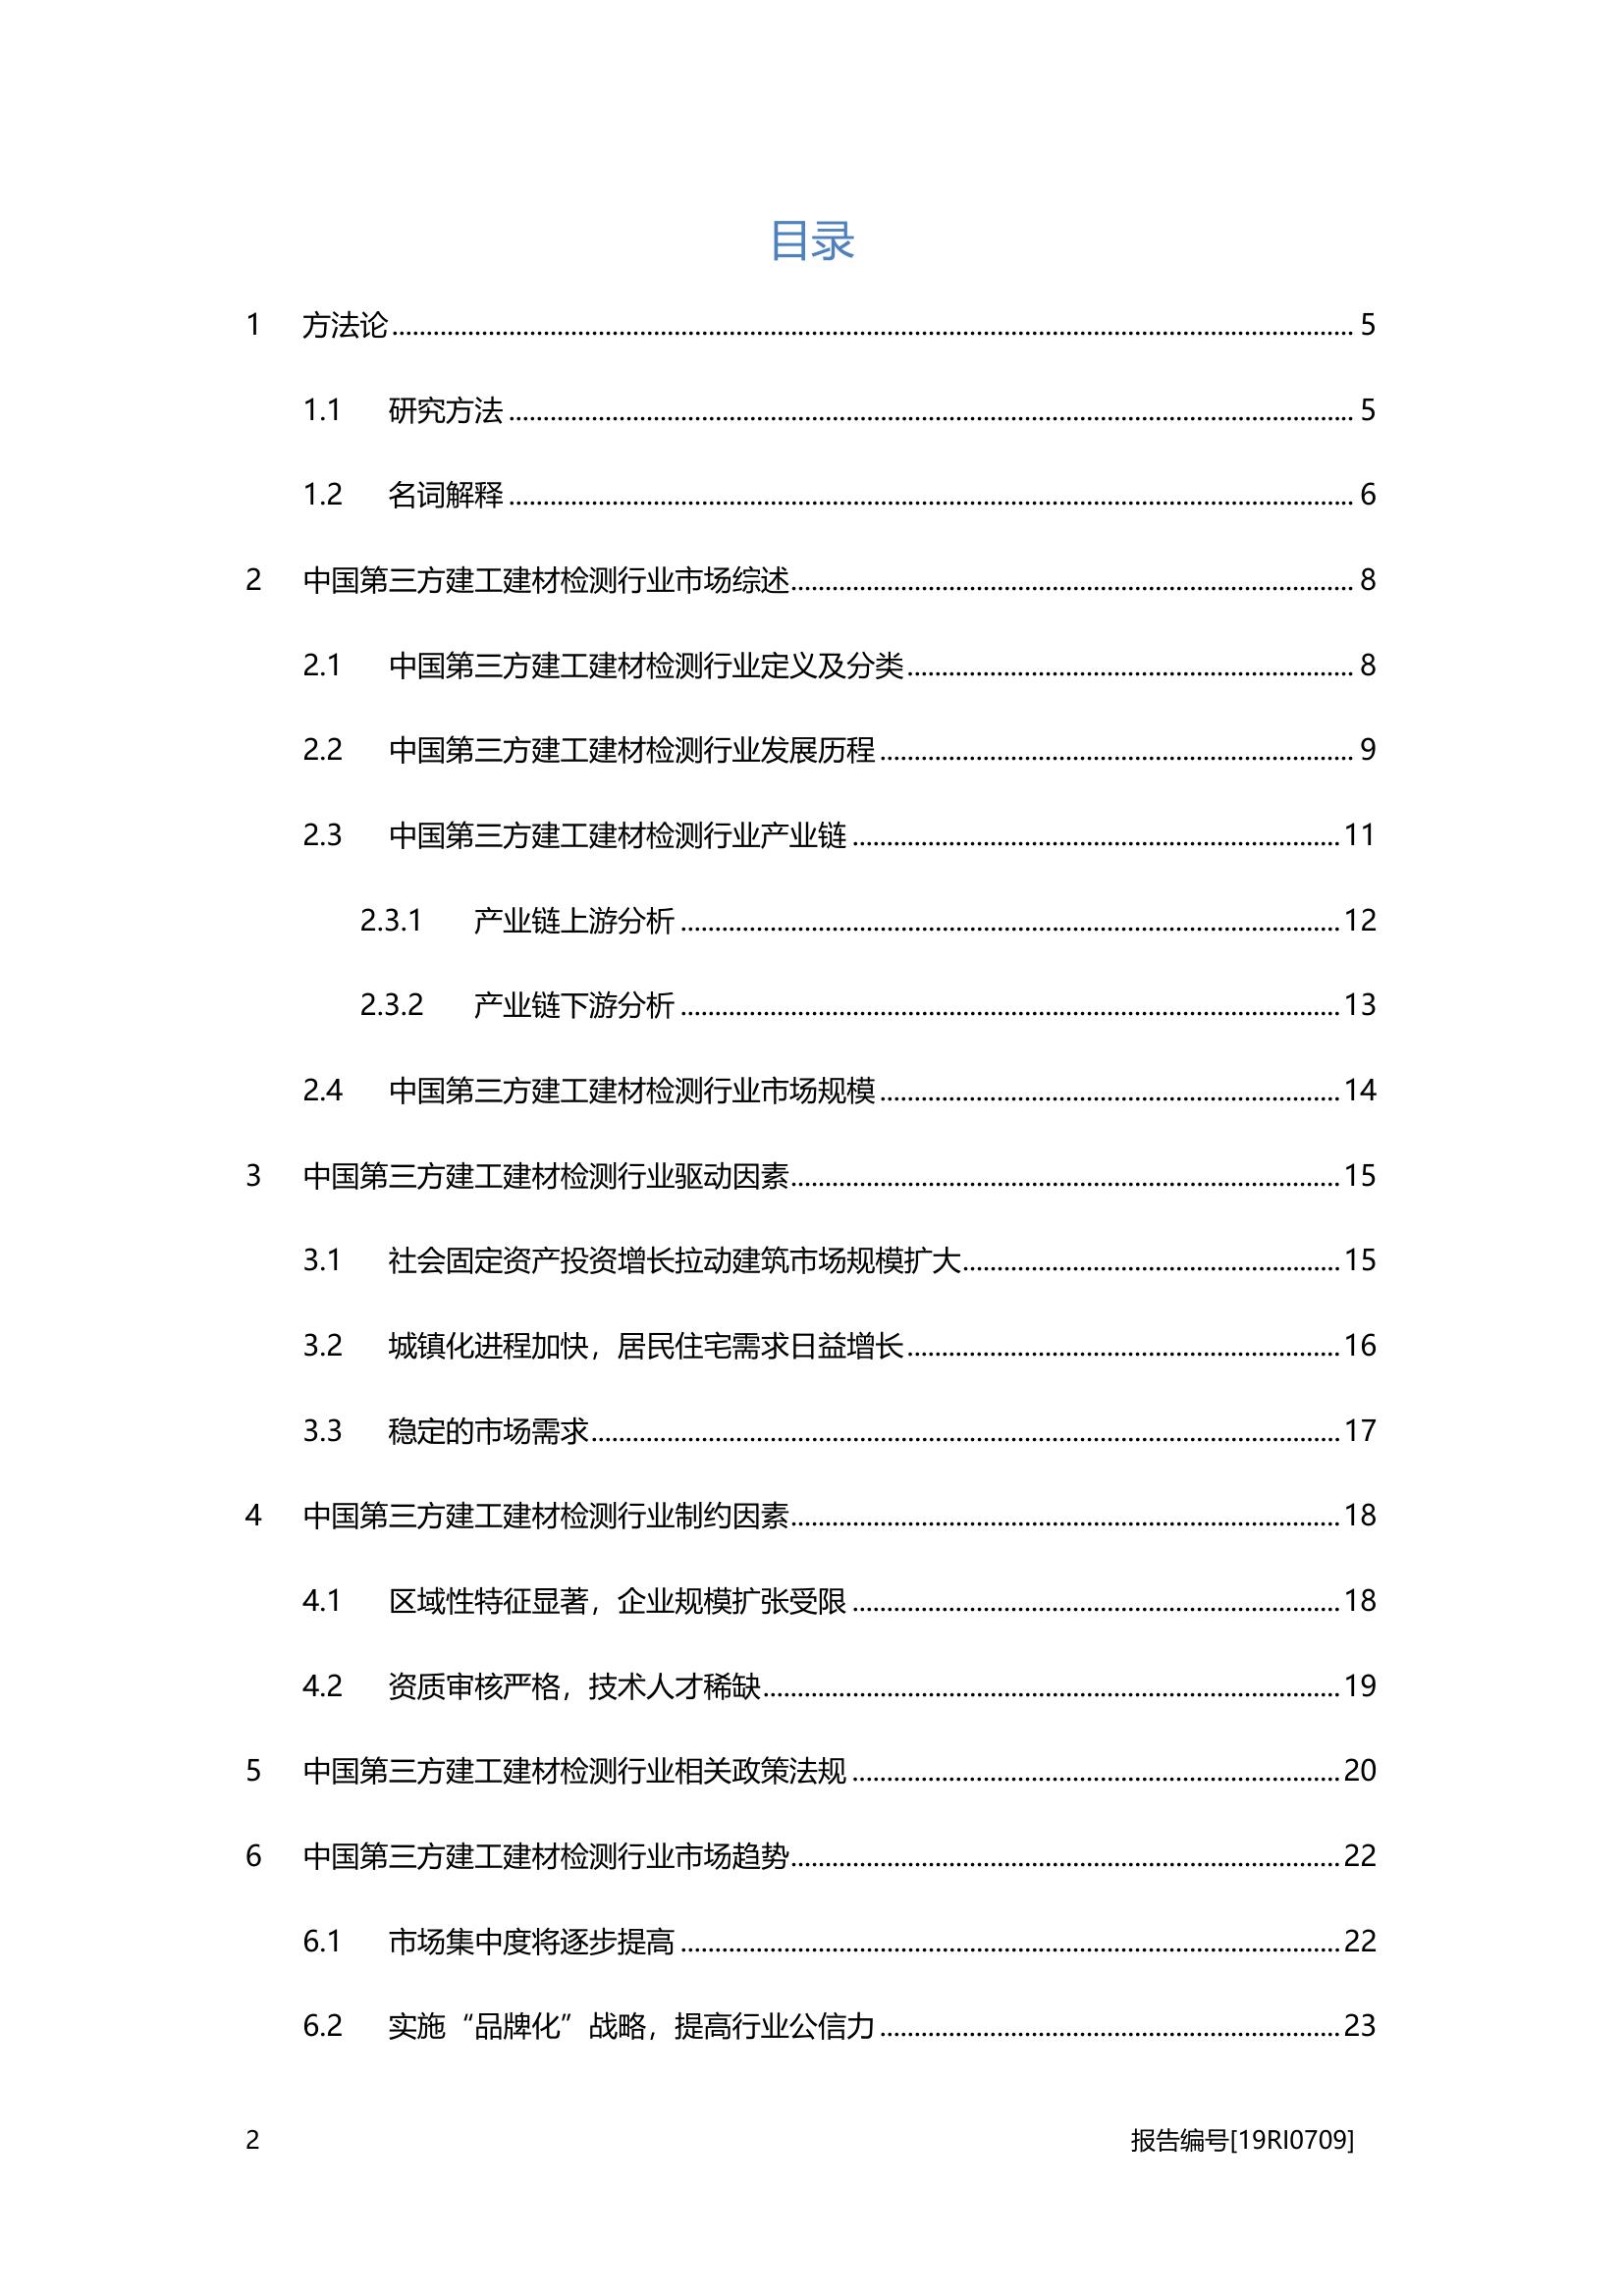 目录
1 方法论 5
1.1 研究方法 5
1.2 名词解释 6
2 中国第三方建工建材检测行业市场综述 8
2.1 中国第三方建工建材检测行业定义及分类 8
2.2 中国第三方建工建材检测行业发展历程 9
2.3 中国第三方建工建材检测行业产业链 11
2.3.1 产业链上游分析 12
2.3.2 产业链下游分析 13
2.4 中国第三方建工建材检测行业市场规模 14
3 中国第三方建工建材检测行业驱动因素 15
3.1 社会固定资产投资增长拉动建筑市场规模扩大 15
3.2 城镇化进程加快，居民住宅需求日益增长 16
3.3 稳定的市场需求 17
4 中国第三方建工建材检测行业制约因素 18
4.1 区域性特征显著，企业规模扩张受限 18
4.2 资质审核严格，技术人才稀缺 19
5 中国第三方建工建材检测行业相关政策法规 20
6 中国第三方建工建材检测行业市场趋势 22
6.1 市场集中度将逐步提高 22
6.2 实施“品牌化”战略，提高行业公信力 23
2 报告编号[19RI0709]